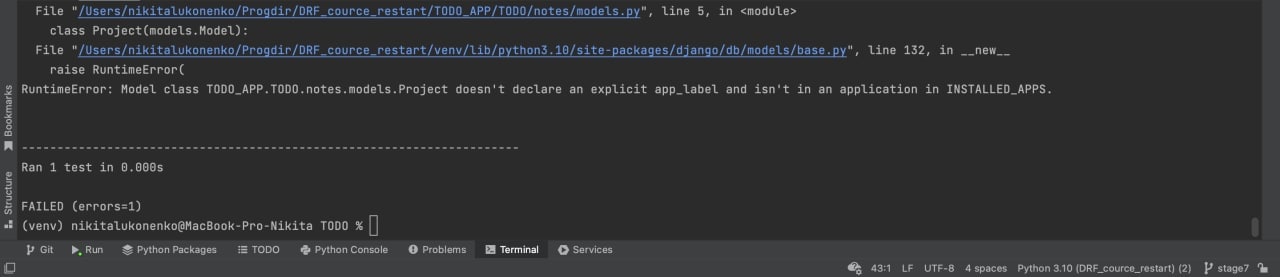 File "/Users/nikitalukonenko/Progdir/DRF_cource_restart/TODO_APP/TODO/notes/models.py", line 5, in <module>
class Project(models.Model):
File "/Users/nikitalukonenko/Progdir/DRF_cource_restart/venv/lib/python3.10/site-packages/django/db/models/base.py", line 132, in __new__
raise RuntimeError(
RuntimeError: Model class TODO_APP.TODO.notes.models.Project doesn't declare an explicit app_label and isn't in an application in INSTALLED_APPS.
----------------------------------------------------------------------
Ran 1 test in 0.000s
FAILED (errors=1)
(venv) nikitalukonenko@MacBook-Pro-Nikita TODO %
Bookmarks
Structure
Git Run Python Packages TODO Python Console Problems Terminal Services
43:1 LF UTF-8 4 spaces Python 3.10 (DRF_cource_restart) (2) stage7